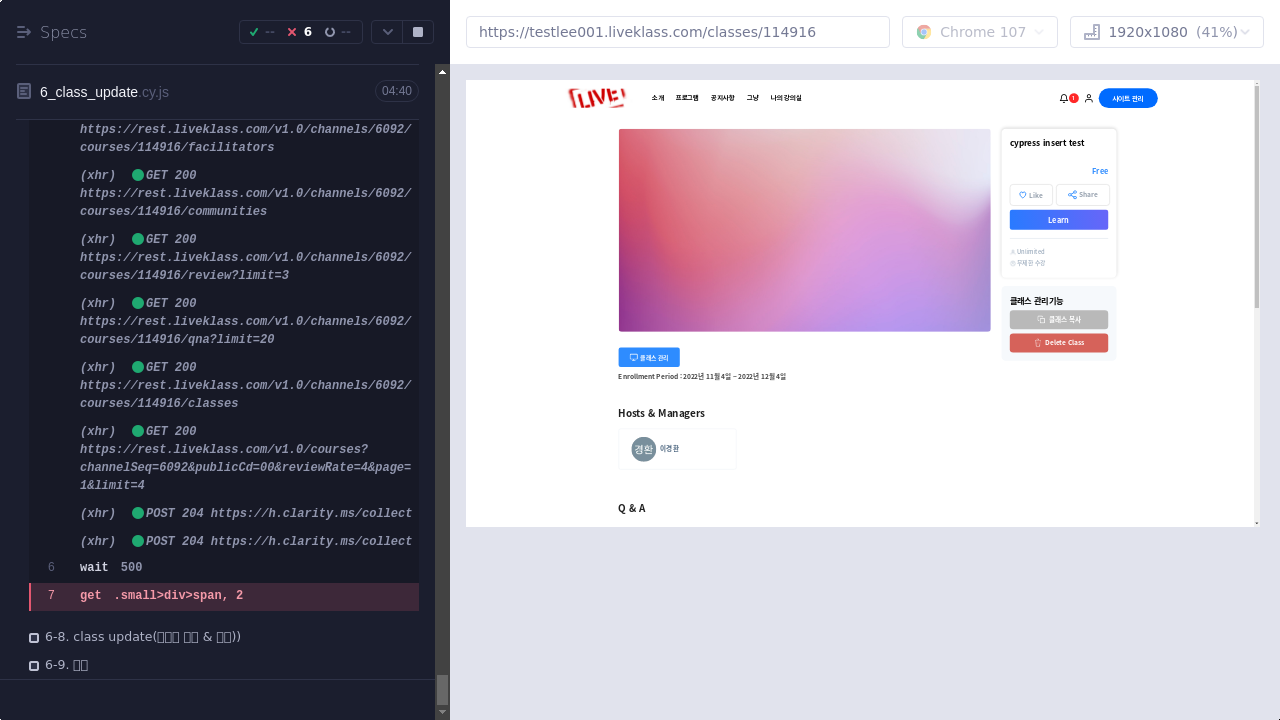 Specs
--
6
--
https://testlee001.liveklass.com/classes/114916
Chrome 107
1920x1080 (41%)
6_class_update.cy.js
04:40
https://rest.liveklass.com/v1.0/channels/6092/
courses/114916/facilitators
(xhr) GET 200
https://rest.liveklass.com/v1.0/channels/6092/
courses/114916/communities
(xhr) GET 200
https://rest.liveklass.com/v1.0/channels/6092/
courses/114916/review?limit=3
(xhr) GET 200
https://rest.liveklass.com/v1.0/channels/6092/
courses/114916/qna?limit=20
(xhr) GET 200
https://rest.liveklass.com/v1.0/channels/6092/
courses/114916/classes
(xhr) GET 200
https://rest.liveklass.com/v1.0/courses?
channelSeq=6092&publicCd=00&reviewRate=4&page=
1&limit=4
(xhr) POST 204 https://h.clarity.ms/collect
(xhr) POST 204 https://h.clarity.ms/collect
6 wait 500
7 get .small>div>span, 2
6-8. class update(□□□ □□ & □□))
6-9. □□
LIVE!
소개 프로그램 공지사항 그냥 나의 강의실
1
사이트 관리
cypress insert test
Free
Like
Share
Learn
Unlimited
무제한 수강
클래스 관리 기능
클래스 복사
Delete Class
클래스 관리
Enrollment Period : 2022년 11월 4일 ~ 2022년 12월 4일
Hosts & Managers
경환 이경환
Q & A